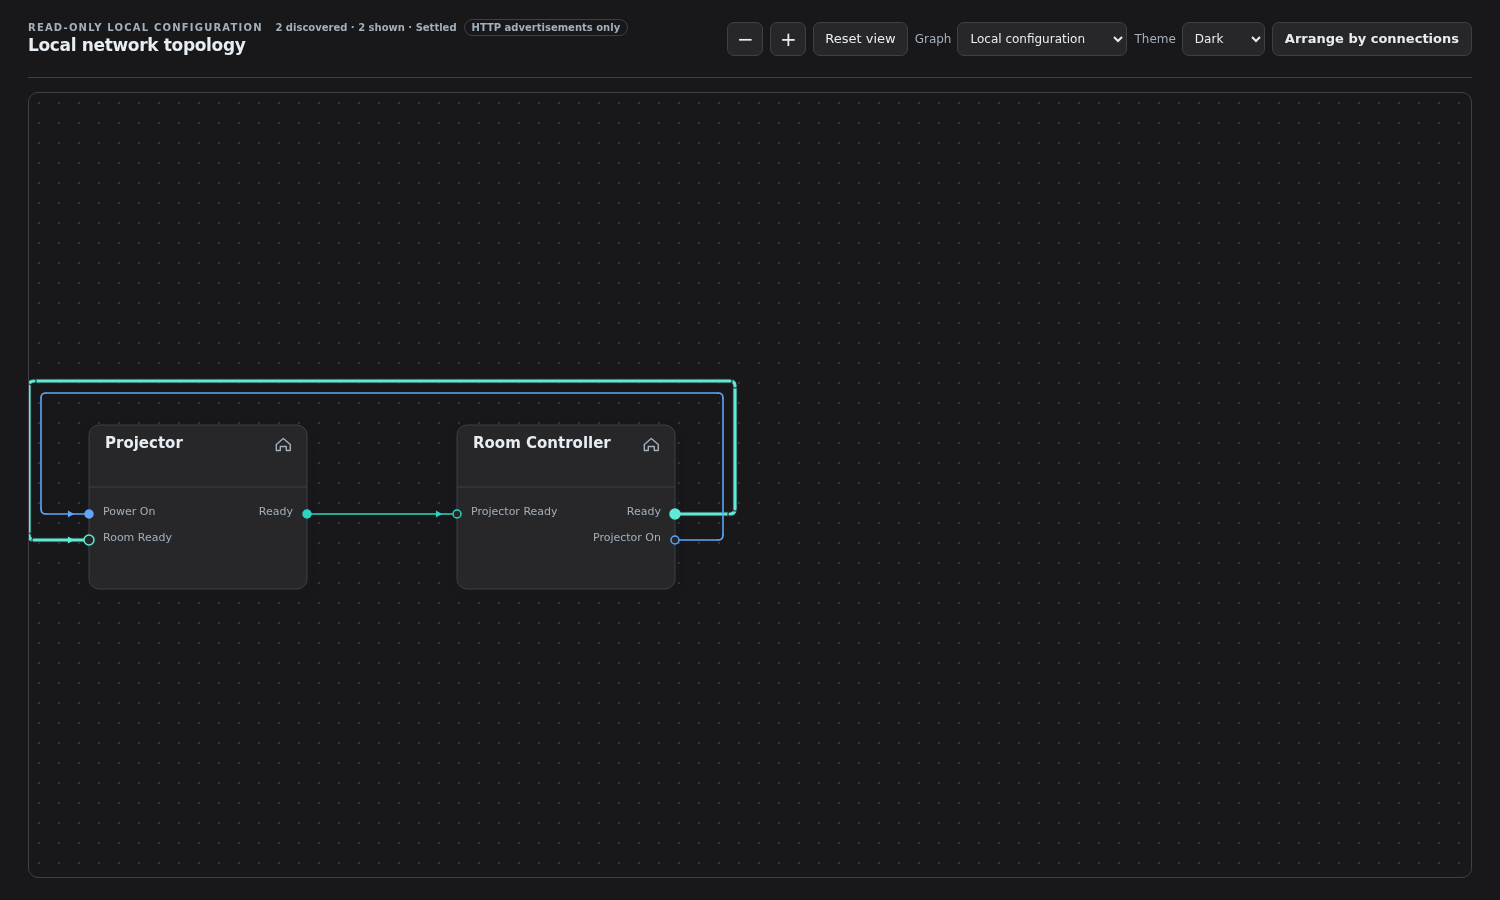 READ-ONLY LOCAL CONFIGURATION 2 discovered · 2 shown · Settled HTTP advertisements only
Local network topology
− + Reset view Graph Local configuration Theme Dark Arrange by connections
Projector
Power On Ready
Room Ready
Room Controller
Projector Ready Ready
Projector On